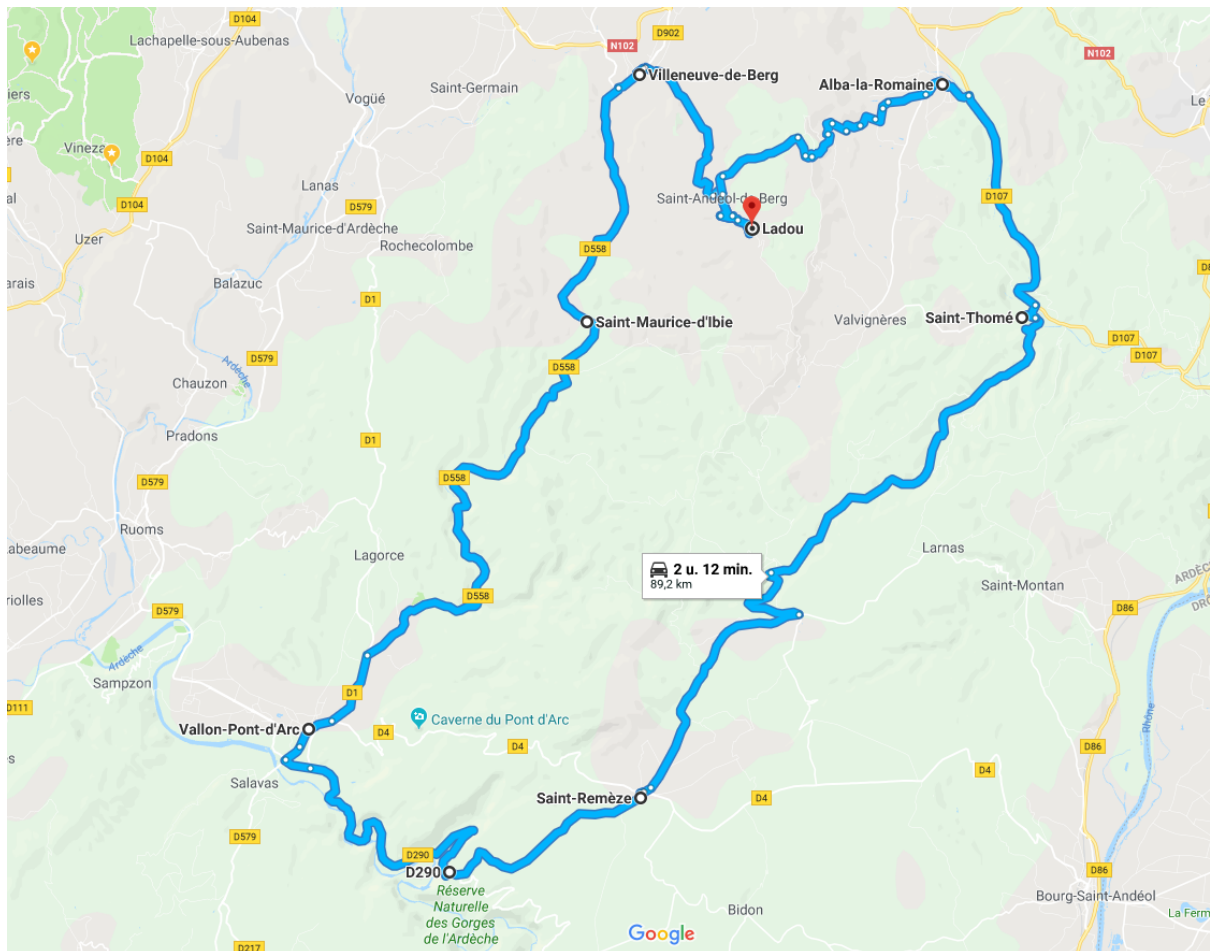 D104
Lachapelle-sous-Aubenas
D902
N102
N102
Villeneuve-de-Berg
Alba-la-Romaine
Saint-Germain
iers
Vogüé
Le
Vineza
D104
D104
Lanas
D579
Saint-Andéol-de-Berg
D107
Saint-Maurice-d'Ardèche
Ladou
Uzer
Rochecolombe
D558
arais
Balazuc
D1
Saint-Maurice-d'Ibie
Valvignères
Saint-Thomé
D579
D558
D107
D107
Ardèche
Chauzon
Pradons
D1
D579
D558
Ruoms
abeaume
Lagorce
Larnas
2 u. 12 min.
89,2 km
Saint-Montan
ARDÈCHE
D558
D86
D579
riolles
Ardèche
Sampzon
D1
D111
Caverne du Pont d'Arc
Vallon-Pont-d'Arc
D4
D4
Rhône
D86
Salavas
D4
Saint-Remèze
D4
D579
D290
D290
D86
Réserve
Naturelle
des Gorges
de l'Ardèche
Bourg-Saint-Andéol
Bidon
La Ferm
Google
D217